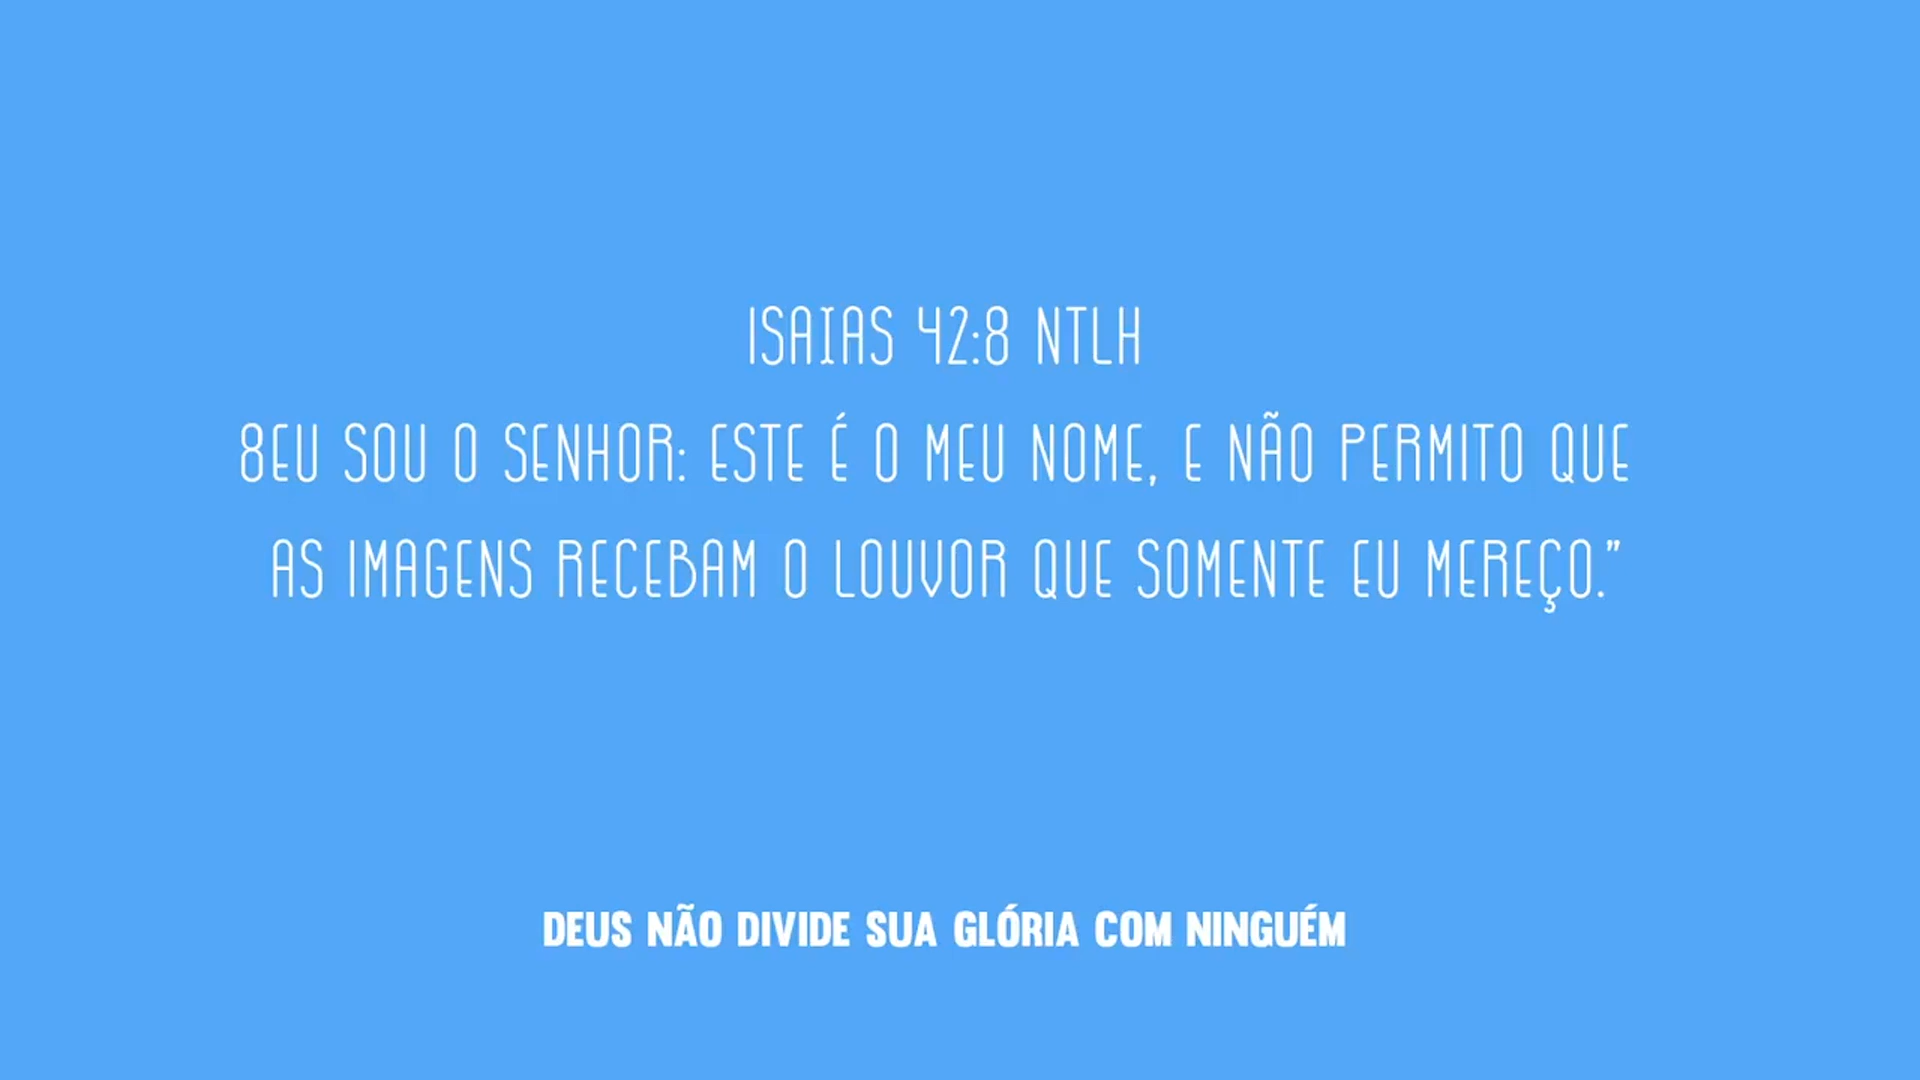 ISAIAS 42:8 NTLH
8EU SOU O SENHOR: ESTE É O MEU NOME, E NÃO PERMITO QUE
AS IMAGENS RECEBAM O LOUVOR QUE SOMENTE EU MEREÇO.”
DEUS NÃO DIVIDE SUA GLÓRIA COM NINGUÉM